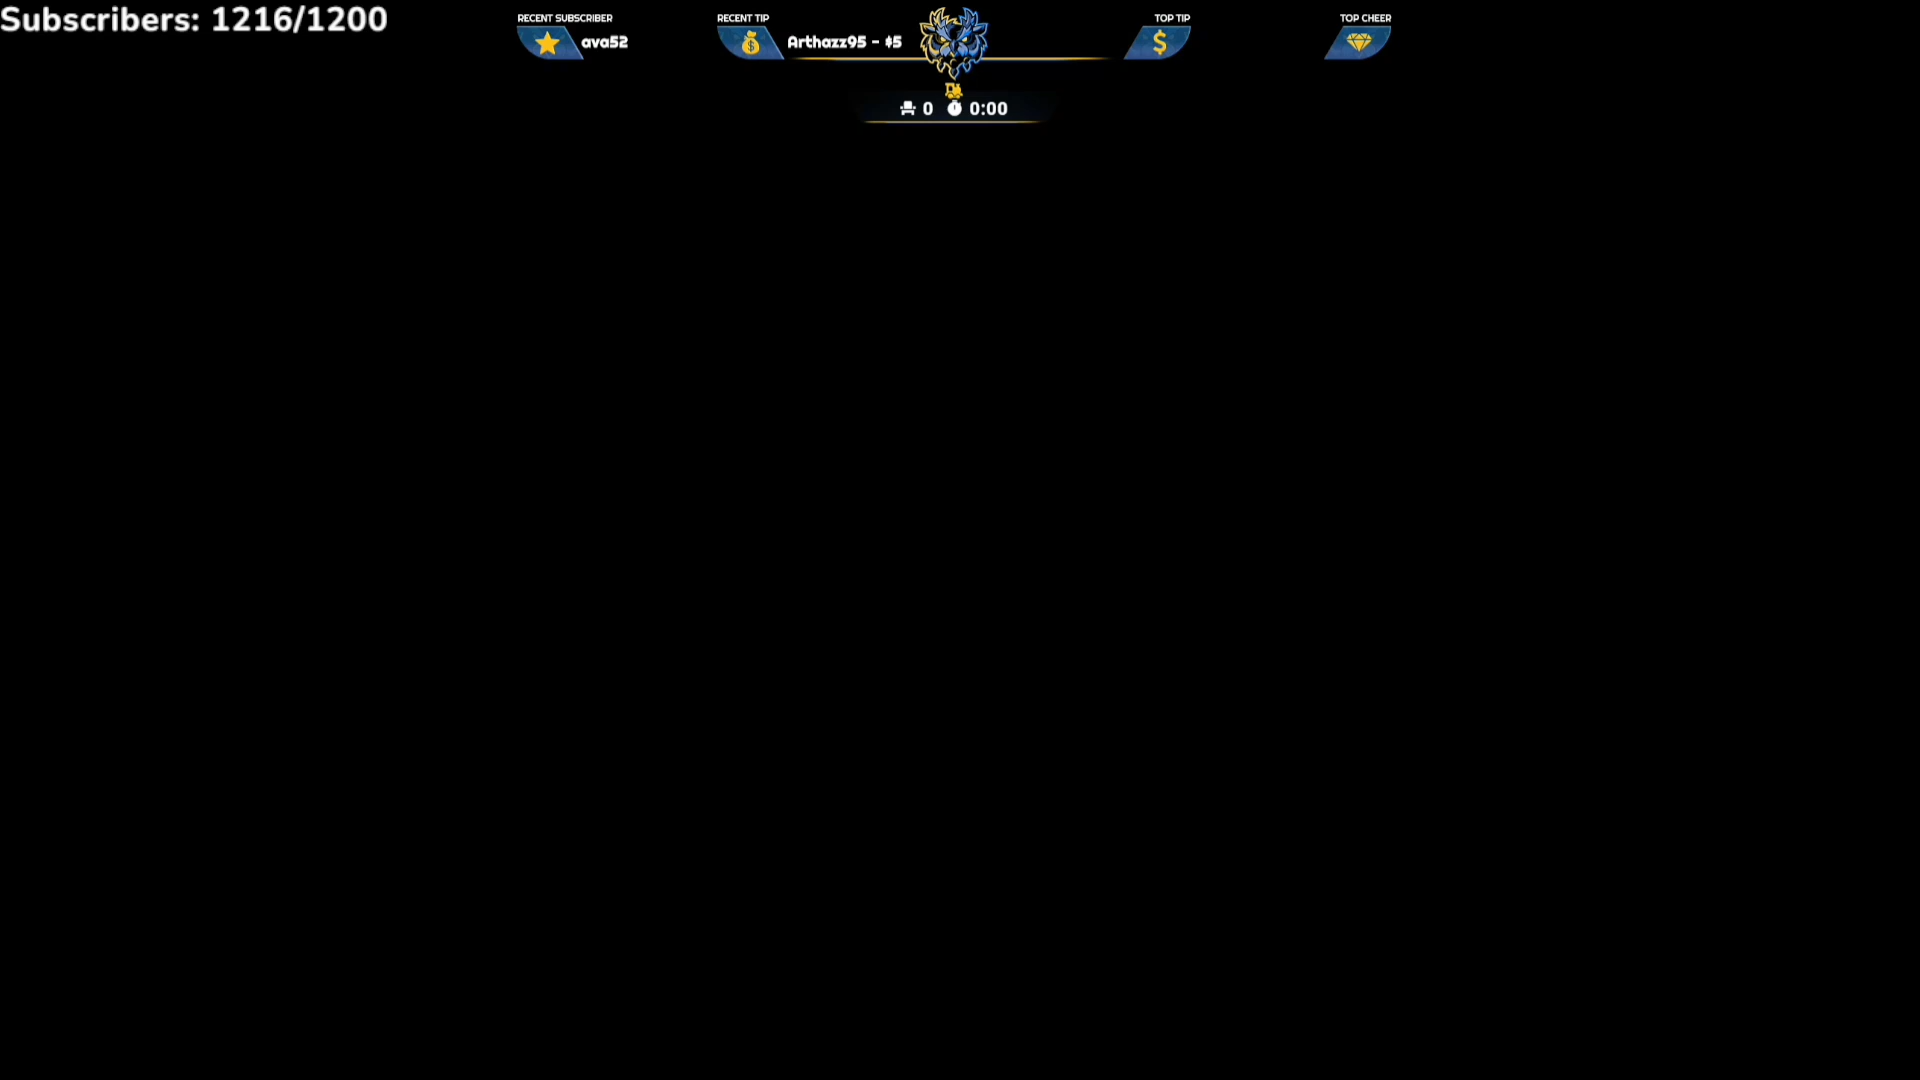 Subscribers: 1216/1200
RECENT SUBSCRIBER
ava52
RECENT TIP
Arthazz95 - $5
TOP TIP
TOP CHEER
0
0:00